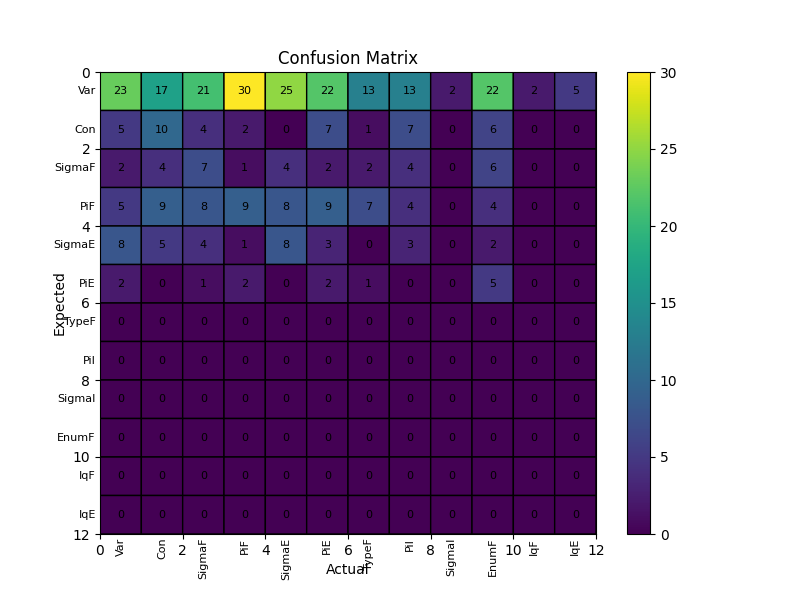 Confusion Matrix
0
Var 23 17 21 30 25 22 13 13 2 22 2 5
Con 5 10 4 2 0 7 1 7 0 6 0 0
2
SigmaF 2 4 7 1 4 2 2 4 0 6 0 0
PiF 5 9 8 9 8 9 7 4 0 4 0 0
4
SigmaE 8 5 4 1 8 3 0 3 0 2 0 0
PiE 2 0 1 2 0 2 1 0 0 5 0 0
6
TypeF 0 0 0 0 0 0 0 0 0 0 0 0
PiI 0 0 0 0 0 0 0 0 0 0 0 0
8
SigmaI 0 0 0 0 0 0 0 0 0 0 0 0
EnumF 0 0 0 0 0 0 0 0 0 0 0 0
10
IqF 0 0 0 0 0 0 0 0 0 0 0 0
IqE 0 0 0 0 0 0 0 0 0 0 0 0
12
Expected
0 2 4 6 8 10 12
Var Con SigmaF PiF SigmaE PiE TypeF PiI SigmaI EnumF IqF IqE
Actual
30
25
20
15
10
5
0